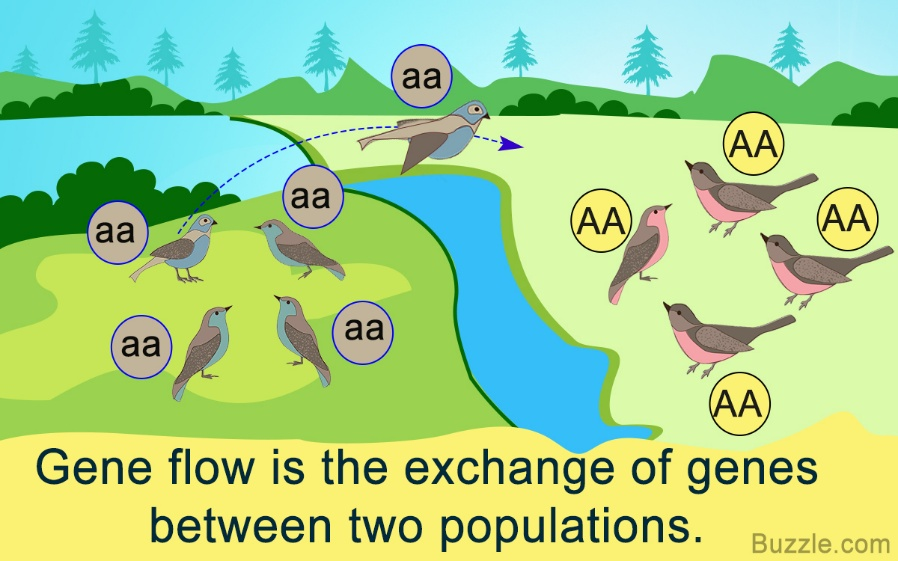 aa
aa
aa
aa
aa
AA
AA
AA
AA
Gene flow is the exchange of genes
between two populations.
Buzzle.com